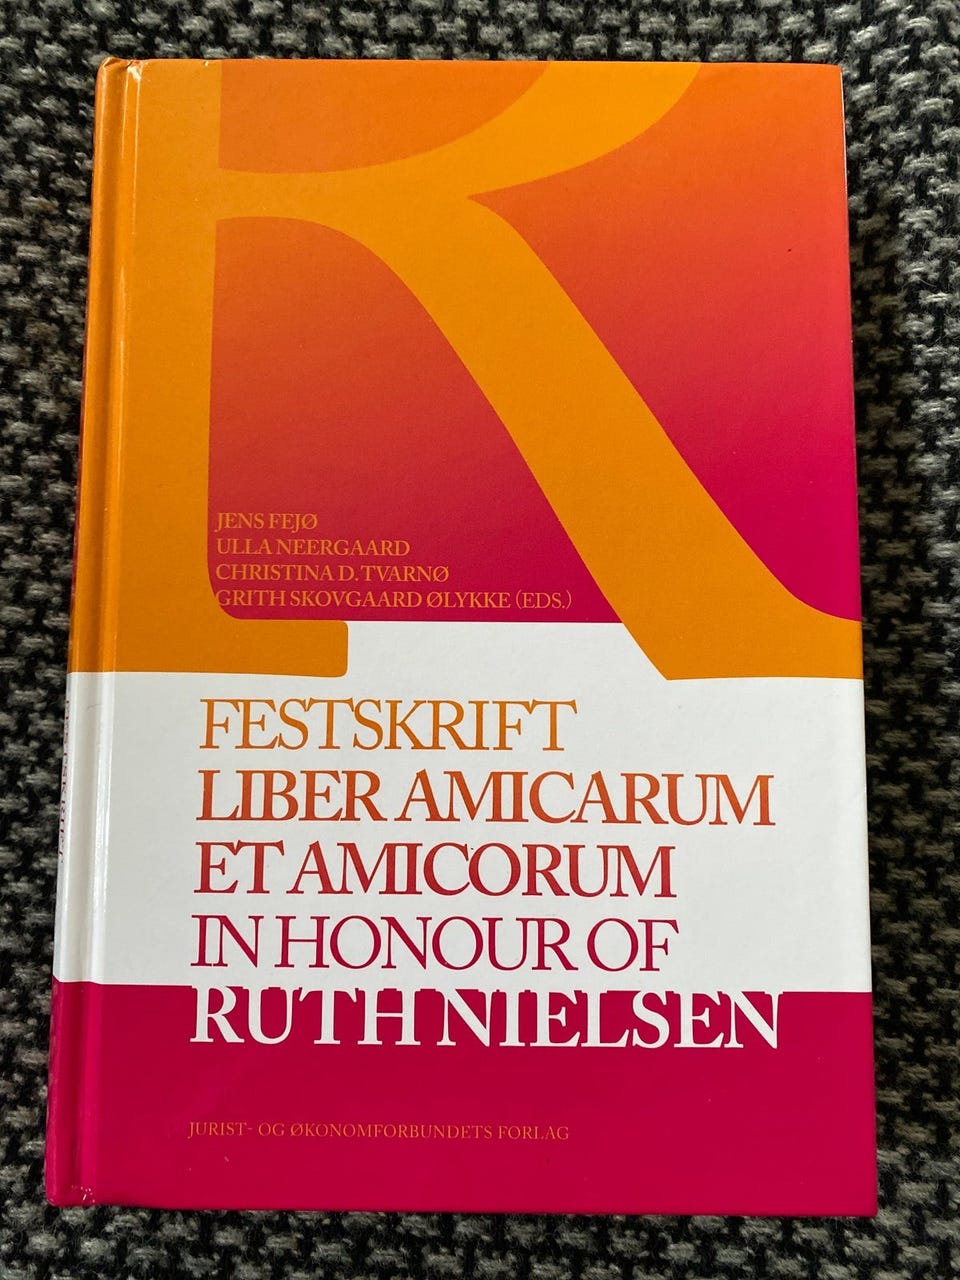 R
JENS FEJØ
ULLA NEERGAARD
CHRISTINA D. TVARNØ
GRITH SKOVGAARD ØLYKKE (EDS.)
FESTSKRIFT
LIBER AMICARUM
ET AMICORUM
IN HONOUR OF
RUTH NIELSEN
JURIST- OG ØKONOMFORBUNDETS FORLAG